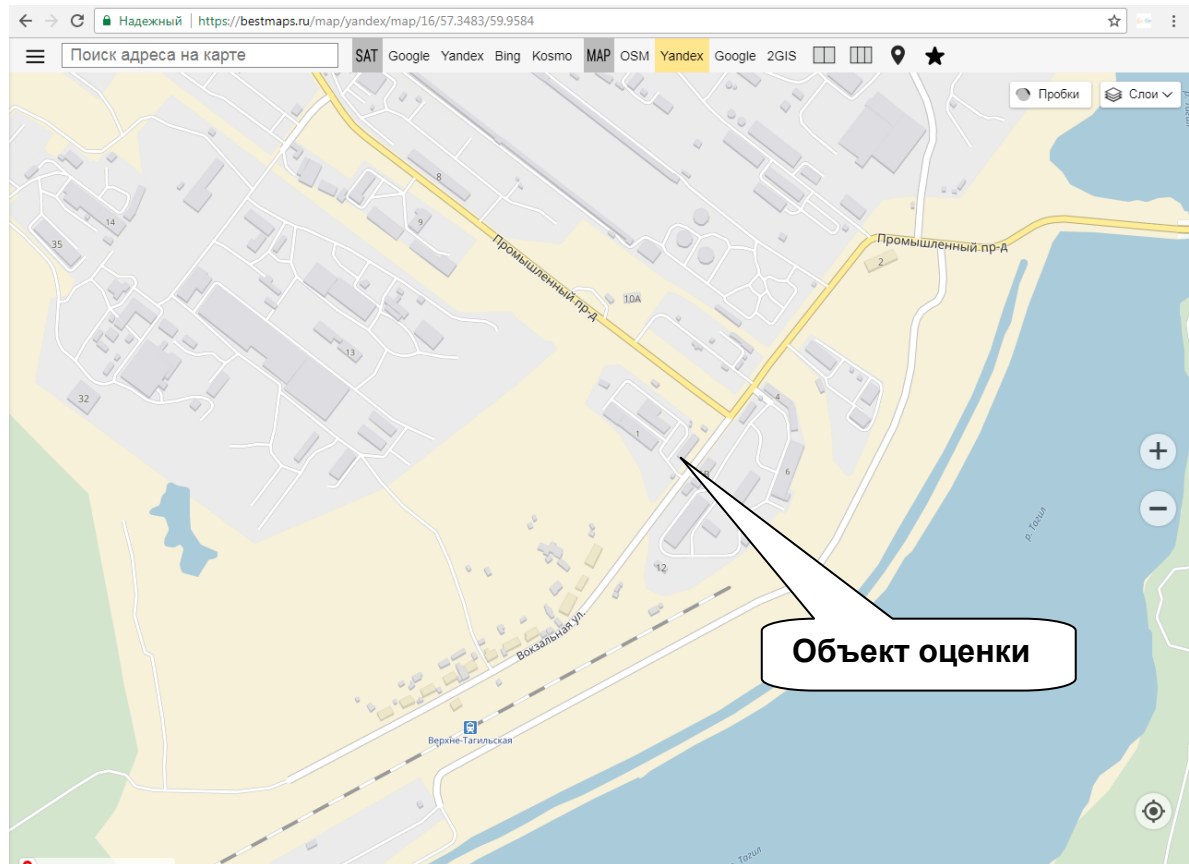 Надежный | https://bestmaps.ru/map/yandex/map/16/57.3483/59.9584
Поиск адреса на карте SAT Google Yandex Bing Kosmo MAP OSM Yandex Google 2GIS
Пробки Слои
р. Тагил
8
14
9
35
Промышленный пр-д
2
Промышленный пр-д
10А
13
32
4
1
6
р. Тагил
12
Объект оценки
Вокзальная ул.
Верхне-Тагильская
р. Тагил